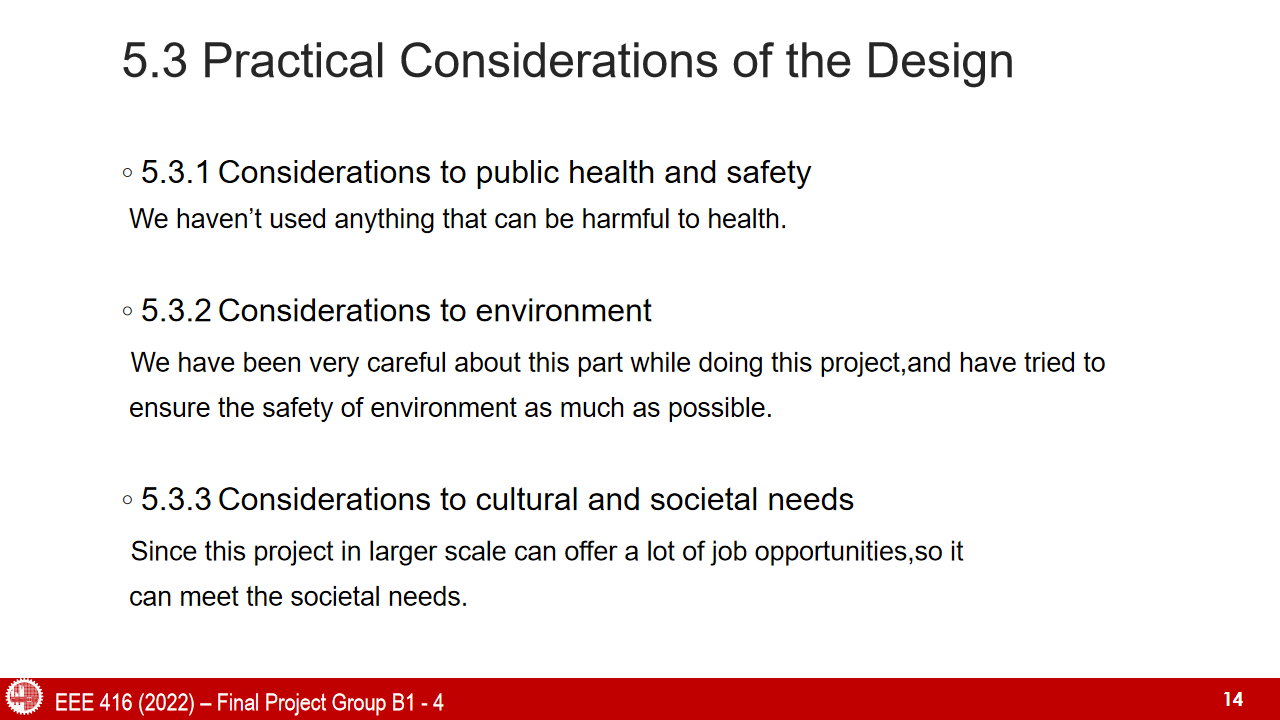 5.3 Practical Considerations of the Design
◦ 5.3.1 Considerations to public health and safety
We haven’t used anything that can be harmful to health.
◦ 5.3.2 Considerations to environment
We have been very careful about this part while doing this project,and have tried to
ensure the safety of environment as much as possible.
◦ 5.3.3 Considerations to cultural and societal needs
Since this project in larger scale can offer a lot of job opportunities,so it
can meet the societal needs.
EEE 416 (2022) – Final Project Group B1 - 4
14